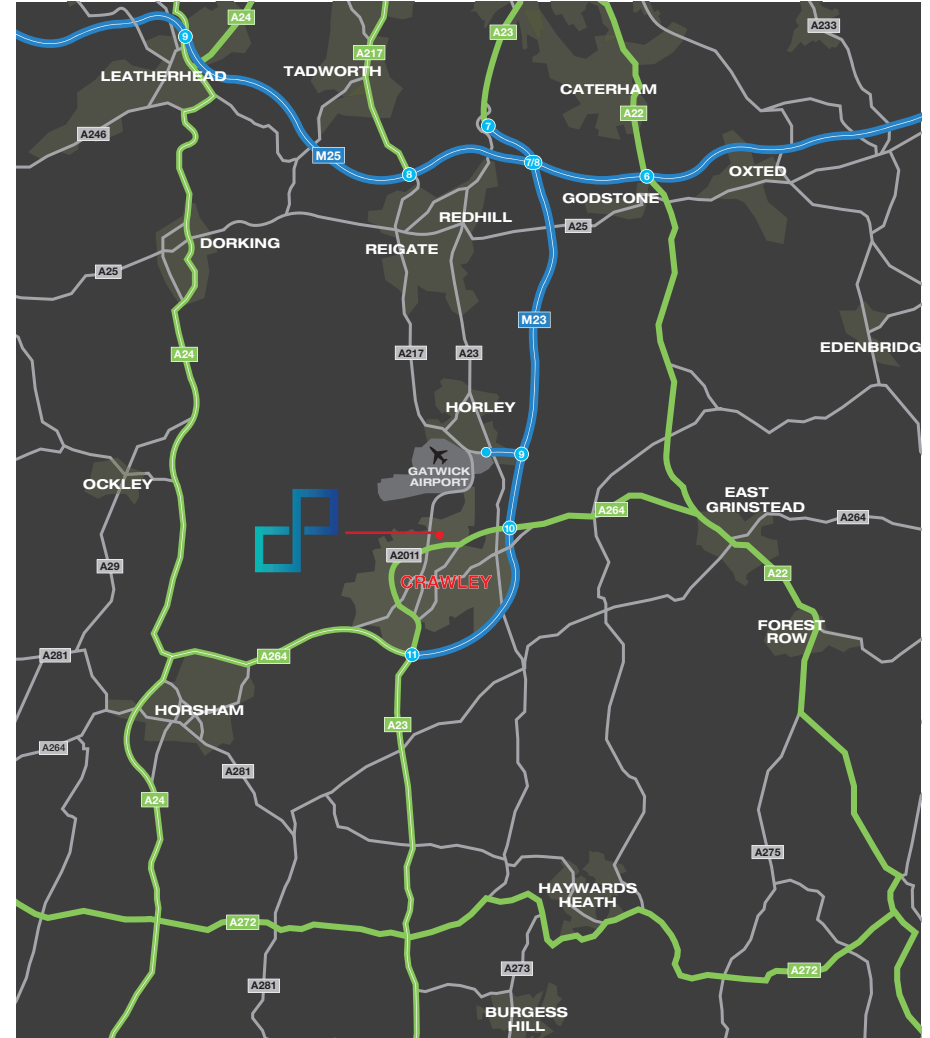 A24
A23
A233
9
A217
LEATHERHEAD
TADWORTH
CATERHAM
A22
7
A246
M25
7/8
8
6
OXTED
GODSTONE
REDHILL
A25
DORKING
REIGATE
A25
M23
A24
A217
A23
EDENBRIDG
HORLEY
9
GATWICK
AIRPORT
OCKLEY
EAST
GRINSTEAD
A264
A264
10
A2011
A29
CRAWLEY
A22
FOREST
ROW
A281
A264
11
HORSHAM
A23
A264
A281
A24
A275
HAYWARDS
HEATH
A272
A273
A272
A281
BURGESS
HILL